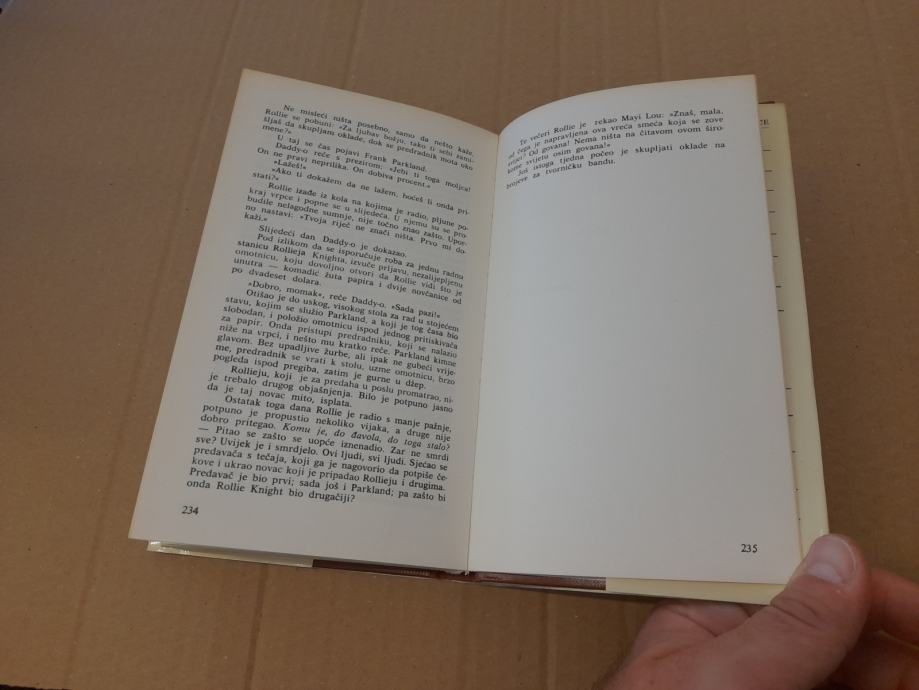 Ne misleći ništa posebno, samo da nešto kaže,
Rollie se pobuni: »Za ljubav božju, tako ti sebi zami-
šljaš da skupljam oklade, dok se predradnik mota oko
mene?«
U taj se čas pojavi Frank Parkland.
Daddy-o reče s prezirom: »Jebi ti toga moljca!
On ne pravi neprilika. On dobiva procent.«
»Lažeš!«
»Ako ti dokažem da ne lažem, hoćeš li onda pri-
stati?«
Rollie izađe iz kola na kojima je radio, pljune po-
kraj vrpce i popne se u slijedeća. U njemu su se pro-
budile nelagodne sumnje, nije točno znao zašto. Upor-
no nastavi: »Tvoja riječ ne znači ništa. Prvo mi do-
kaži.«
Slijedeći dan Daddy-o je dokazao.
Pod izlikom da se isporučuje roba za jednu radnu
stanicu Rollieja Knighta, izvuče prljavu, nezalijepljenu
omotnicu, koju dovoljno otvori da Rollie vidi što je
unutra — komadić žuta papira i dvije novčanice od
po dvadeset dolara.
»Dobro, momak«, reče Daddy-o. »Sada pazi!«
Otišao je do uskog, visokog stola za rad u stojećem
stavu, kojim se služio Parkland, a koji je tog časa bio
slobodan, i položio omotnicu ispod jednog pritiskivača
za papir. Onda pristupi predradniku, koji se nalazio
niže na vrpci, i nešto mu kratko reče. Parkland kimne
glavom. Bez upadljive žurbe, ali ipak ne gubeći vrije-
me, predradnik se vrati k stolu, uzme omotnicu, brzo
pogleda ispod pregiba, zatim je gurne u džep.
Rollieju, koji je za predaha u poslu promatrao, ni-
je trebalo drugog objašnjenja. Bilo je potpuno jasno
da je taj novac mito, isplata.
Ostatak toga dana Rollie je radio s manje pažnje,
potpuno je propustio nekoliko vijaka, a druge nije
dobro pritegao. Komu je, do đavola, do toga stalo?
— Pitao se zašto se uopće iznenadio. Zar ne smrdi
sve? Uvijek je i smrdjelo. Ovi ljudi, svi ljudi. Sjećao se
predavača s tečaja, koji ga je nagovorio da potpiše če-
kove i ukrao novac koji je pripadao Rollieju i drugima.
Predavač je bio prvi; sada još i Parkland; pa zašto bi
onda Rollie Knight bio drugačiji?
234
Te večeri Rollie je rekao Mayi Lou: »Znaš, mala,
od čega je napravljena ova vreća smeća koja se zove
svijet? Od govana! Nema ništa na čitavom ovom širo-
kome svijetu osim govana!«
Još istoga tjedna počeo je skupljati oklade na
brojeve za tvorničku bandu.
235